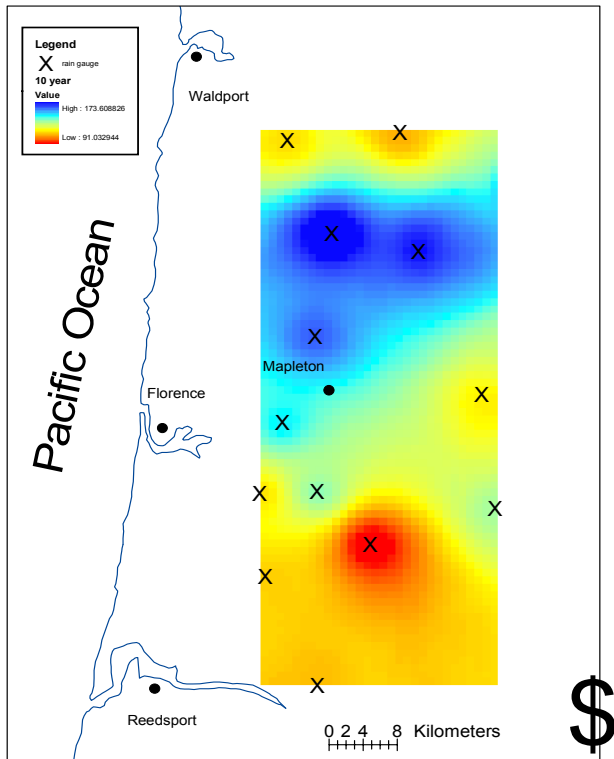 Legend
X rain gauge
10 year
Value
High : 173.608826
Low : 91.032944
Waldport
Pacific Ocean
X X
X X
X
Mapleton
Florence
X
X
X X X
X
X
X
Reedsport
0 2 4 8 Kilometers
$